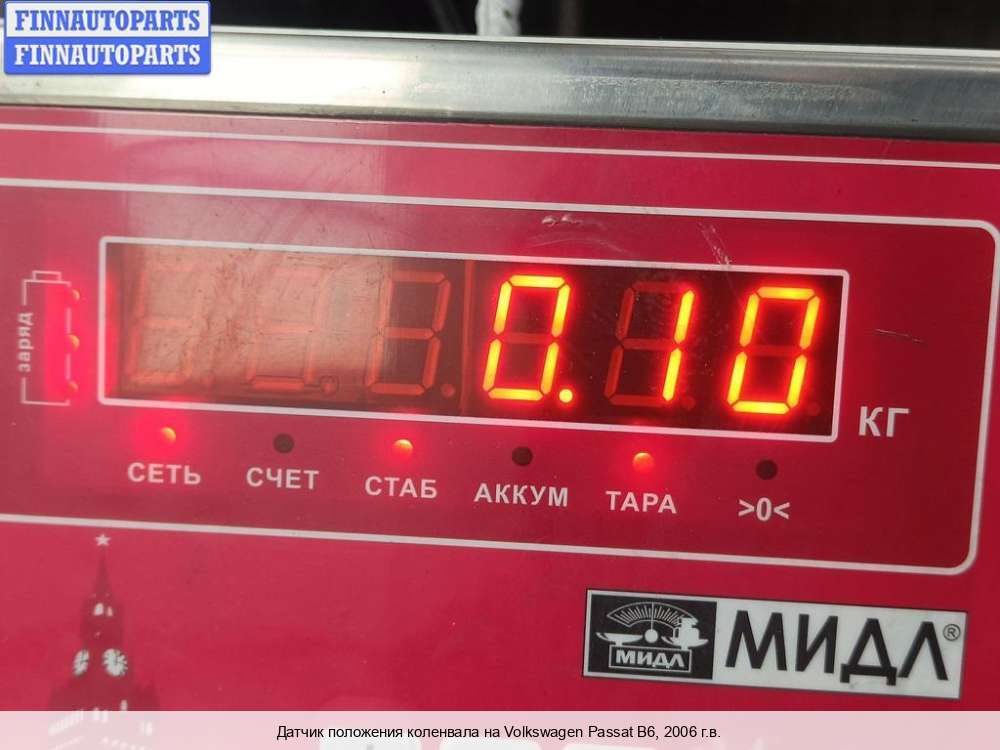 FINNAUTOPARTS
FINNAUTOPARTS
заряд
0.10
КГ
СЕТЬ СЧЕТ СТАБ АККУМ ТАРА >0<
МИДЛ МИДЛ®
Датчик положения коленвала на Volkswagen Passat B6, 2006 г.в.